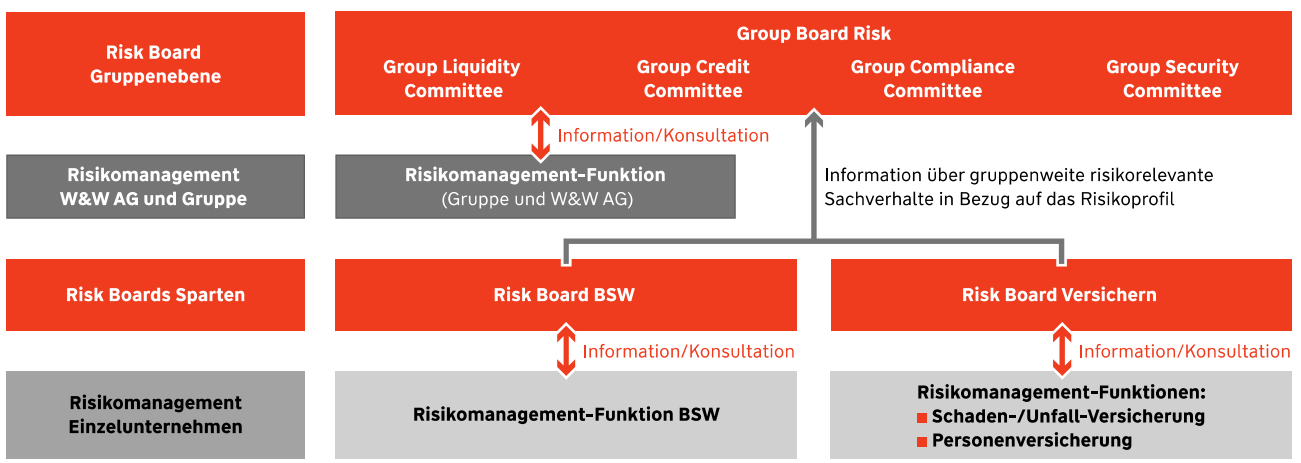 Risk Board
Gruppenebene
Group Board Risk
Group Liquidity
Committee
Group Credit
Committee
Group Compliance
Committee
Group Security
Committee
Information/Konsultation
Risikomanagement
W&W AG und Gruppe
Risikomanagement-Funktion
(Gruppe und W&W AG)
Information über gruppenweite risikorelevante
Sachverhalte in Bezug auf das Risikoprofil
Risk Boards Sparten
Risk Board BSW
Risk Board Versichern
Information/Konsultation
Information/Konsultation
Risikomanagement
Einzelunternehmen
Risikomanagement-Funktion BSW
Risikomanagement-Funktionen:
Schaden-/Unfall-Versicherung
Personenversicherung